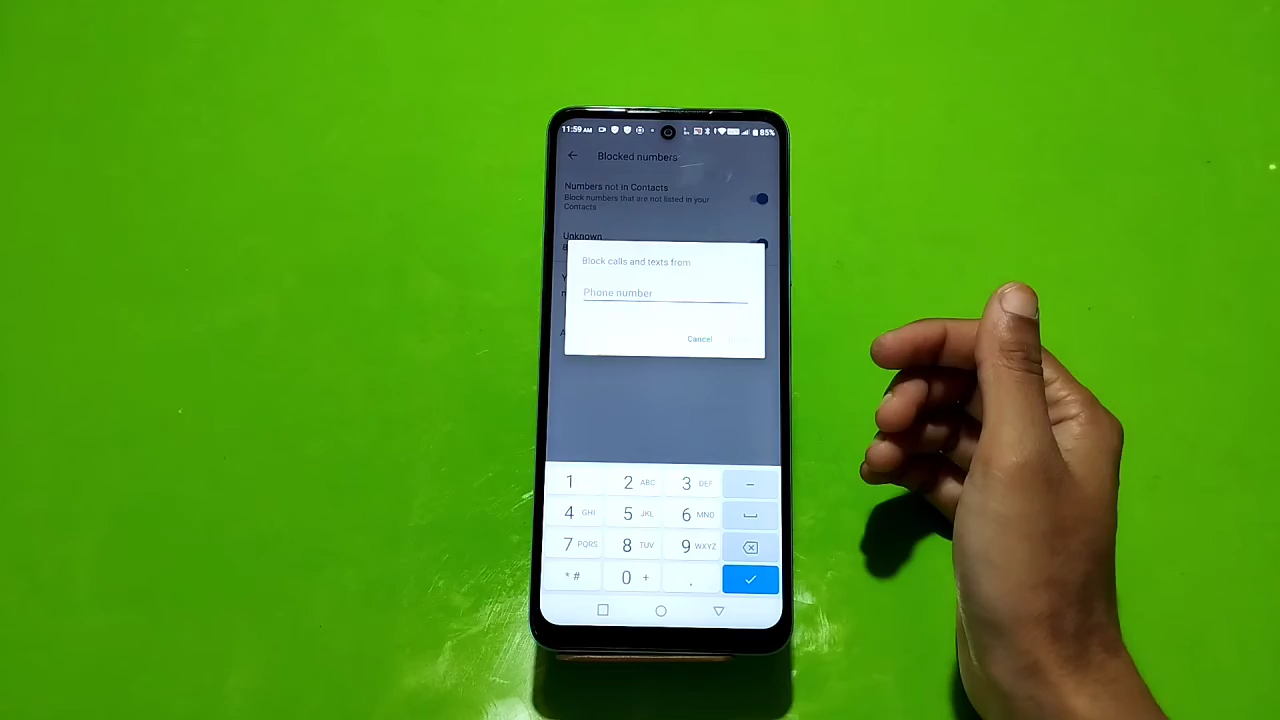 11:59 AM
85%
Blocked numbers
Numbers not in Contacts
Block numbers that are not listed in your
Contacts
Unknown
Block calls and texts from
Phone number
Cancel
1
2 ABC
3 DEF
-
4 GHI
5 JKL
6 MNO
7 PQRS
8 TUV
9 WXYZ
* #
0 +
.